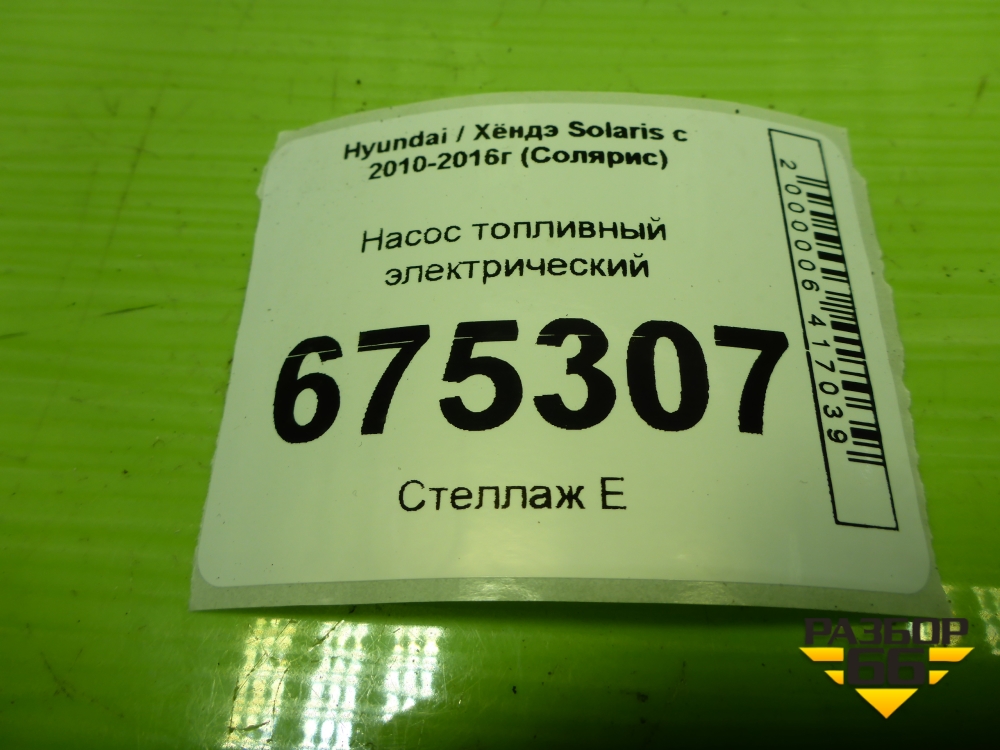 Hyundai / Хёндэ Solaris с
2010-2016г (Солярис)
Насос топливный
электрический
675307
Стеллаж Е
2000006417039
РАЗБОР
66